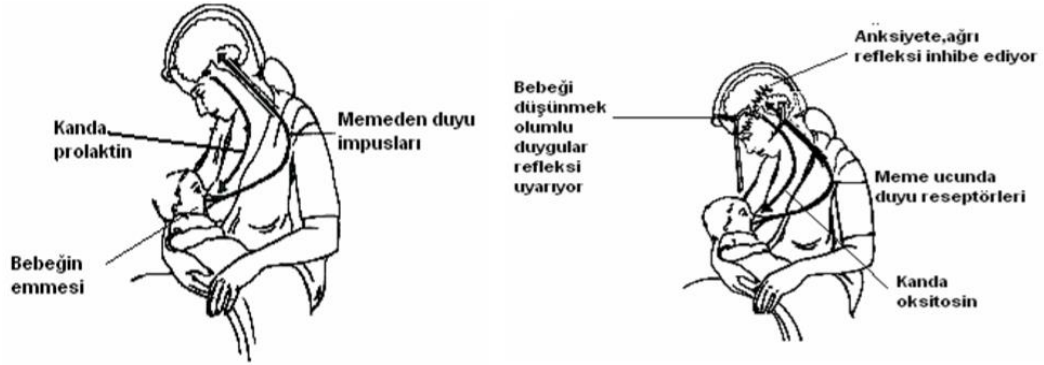 Kanda
prolaktin
Memeden duyu
impusları
Bebeğin
emmesi
Anksiyete,ağrı
refleksi inhibe ediyor
Bebeği
düşünmek
olumlu
duygular
refleksi
uyarıyor
Meme ucunda
duyu reseptörleri
Kanda
oksitosin